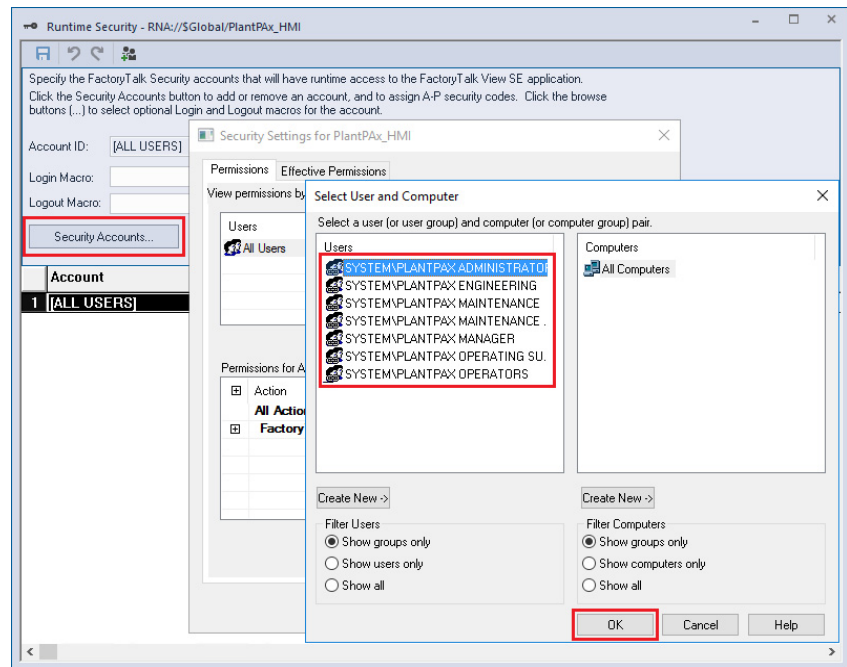 Runtime Security - RNA://$Global/PlantPAx_HMI
Specify the FactoryTalk Security accounts that will have runtime access to the FactoryTalk View SE application.
Click the Security Accounts button to add or remove an account, and to assign A-P security codes. Click the browse
buttons (...) to select optional Login and Logout macros for the account.
Account ID: [ALL USERS]
Login Macro:
Logout Macro:
Security Accounts...
Account
1 [ALL USERS]
Security Settings for PlantPAx_HMI
Permissions Effective Permissions
View permissions by
Users
All Users
Permissions for A
Action
All Actio
Factory
Select User and Computer
Select a user (or user group) and computer (or computer group) pair.
Users
SYSTEM\PLANTPAX ADMINISTRATOR
SYSTEM\PLANTPAX ENGINEERING
SYSTEM\PLANTPAX MAINTENANCE
SYSTEM\PLANTPAX MAINTENANCE .
SYSTEM\PLANTPAX MANAGER
SYSTEM\PLANTPAX OPERATING SU.
SYSTEM\PLANTPAX OPERATORS
Computers
All Computers
Create New ->
Create New ->
Filter Users
Show groups only
Show users only
Show all
Filter Computers
Show groups only
Show computers only
Show all
OK Cancel Help